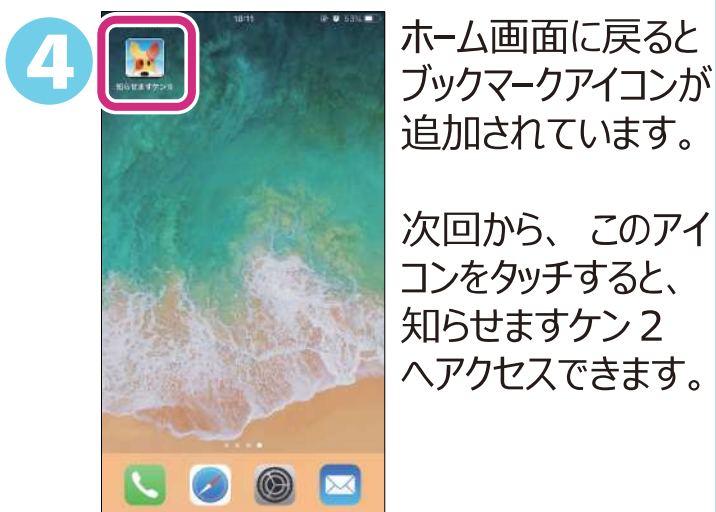 4
18:11
53%
知らせますケン2
ホーム画面に戻ると
ブックマークアイコンが
追加されています。
次回から、このアイ
コンをタッチすると、
知らせますケン 2
へアクセスできます。